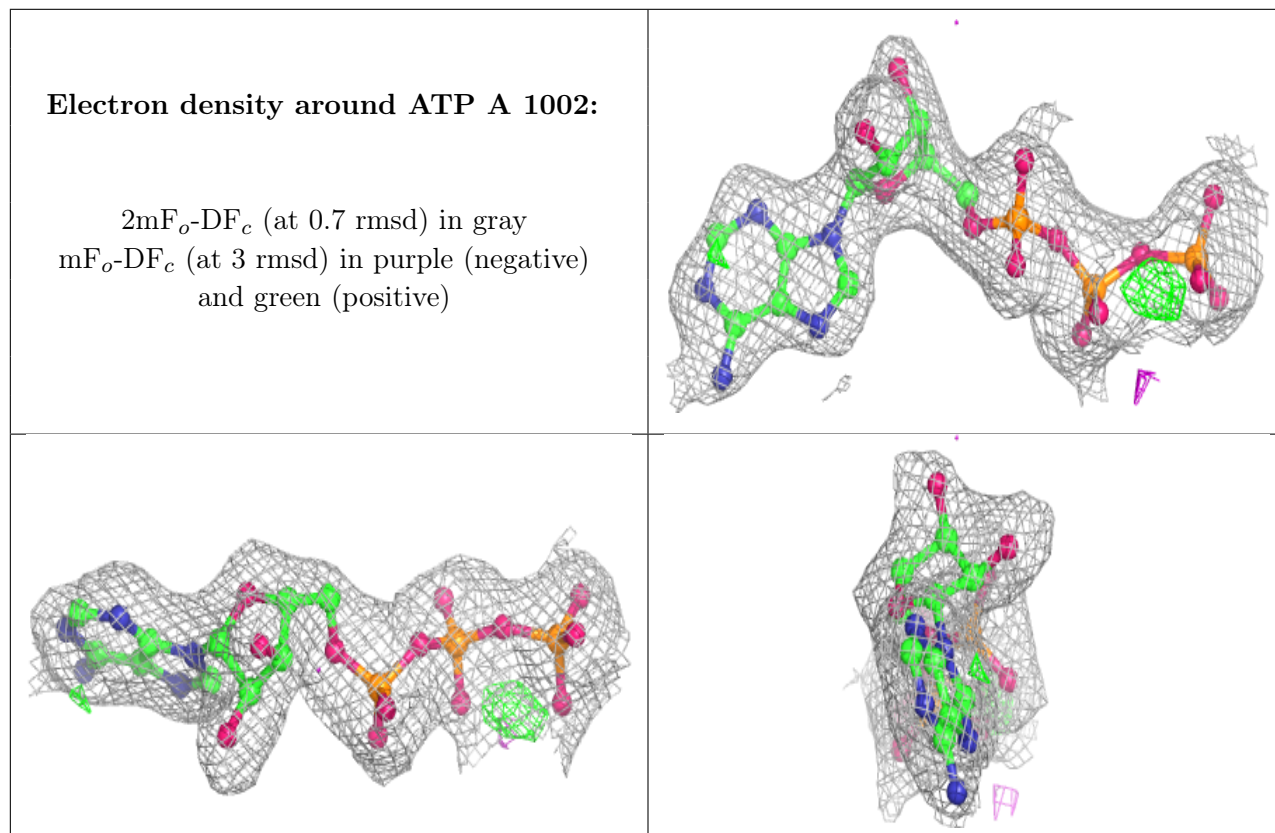 Electron density around ATP A 1002:
2mFo-DFc (at 0.7 rmsd) in gray
mFo-DFc (at 3 rmsd) in purple (negative)
and green (positive)